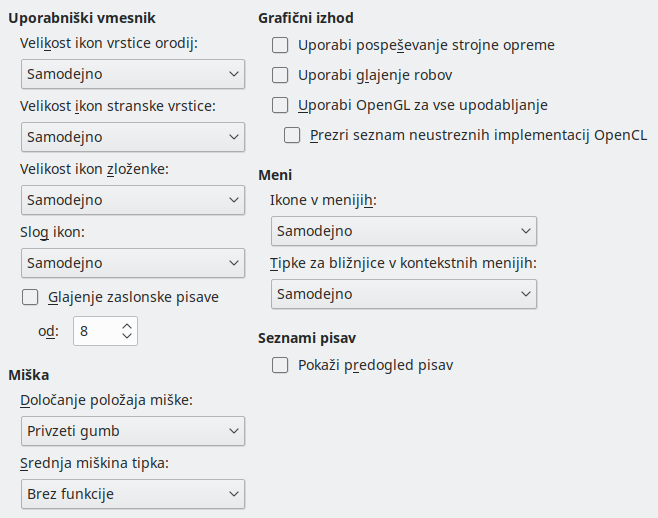 Uporabniški vmesnik
Velikost ikon vrstice orodij:
Samodejno
Velikost ikon stranske vrstice:
Samodejno
Velikost ikon zloženke:
Samodejno
Slog ikon:
Samodejno
Glajenje zaslonske pisave
od: 8
Miška
Določanje položaja miške:
Privzeti gumb
Srednja miškina tipka:
Brez funkcije
Grafični izhod
Uporabi pospeševanje strojne opreme
Uporabi glajenje robov
Uporabi OpenGL za vse upodabljanje
Prezri seznam neustreznih implementacij OpenCL
Meni
Ikone v menijih:
Samodejno
Tipke za bližnjice v kontekstnih menijih:
Samodejno
Seznami pisav
Pokaži predogled pisav